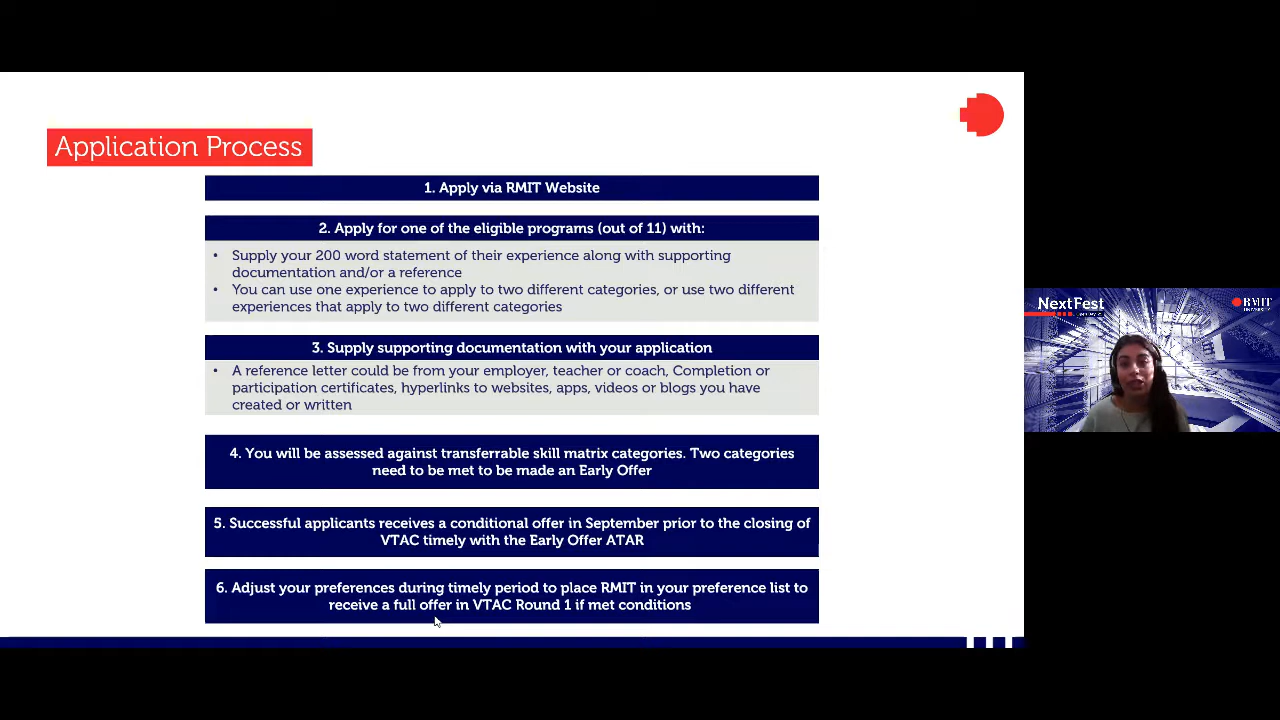 Application Process
1. Apply via RMIT Website
2. Apply for one of the eligible programs (out of 11) with:
• Supply your 200 word statement of their experience along with supporting
documentation and/or a reference
• You can use one experience to apply to two different categories, or use two different
experiences that apply to two different categories
3. Supply supporting documentation with your application
• A reference letter could be from your employer, teacher or coach, Completion or
participation certificates, hyperlinks to websites, apps, videos or blogs you have
created or written
4. You will be assessed against transferrable skill matrix categories. Two categories
need to be met to be made an Early Offer
5. Successful applicants receives a conditional offer in September prior to the closing of
VTAC timely with the Early Offer ATAR
6. Adjust your preferences during timely period to place RMIT in your preference list to
receive a full offer in VTAC Round 1 if met conditions
NextFest
RMIT
UNIVERSITY